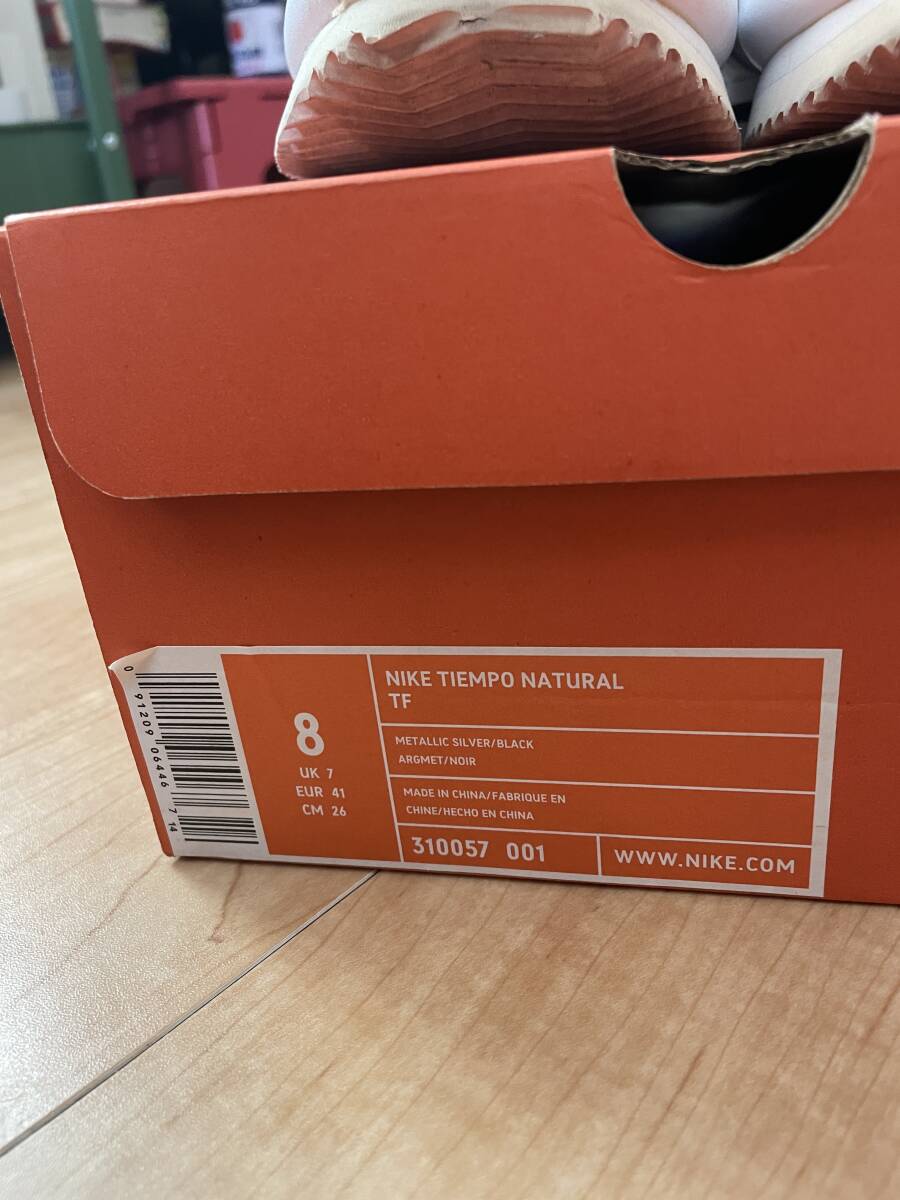 NIKE TIEMPO NATURAL
TF
METALLIC SILVER/BLACK
ARGMET/NOIR
MADE IN CHINA/FABRIQUE EN
CHINE/HECHO EN CHINA
310057 001
WWW.NIKE.COM
8
UK 7
EUR 41
CM 26
0 91209 06446 7 14